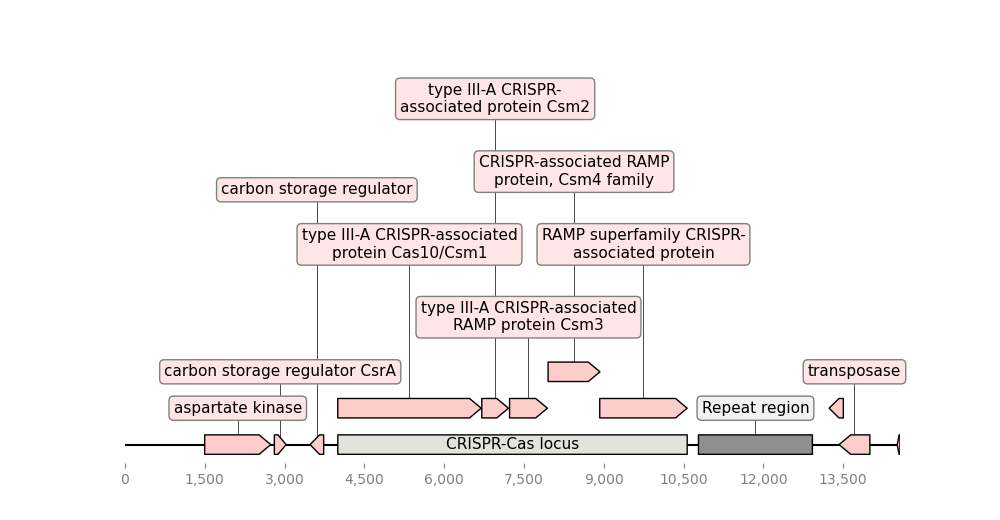 type III-A CRISPR-
associated protein Csm2
CRISPR-associated RAMP
protein, Csm4 family
carbon storage regulator
type III-A CRISPR-associated
protein Cas10/Csm1
RAMP superfamily CRISPR-
associated protein
type III-A CRISPR-associated
RAMP protein Csm3
carbon storage regulator CsrA
transposase
aspartate kinase
Repeat region
CRISPR-Cas locus
0 1,500 3,000 4,500 6,000 7,500 9,000 10,500 12,000 13,500